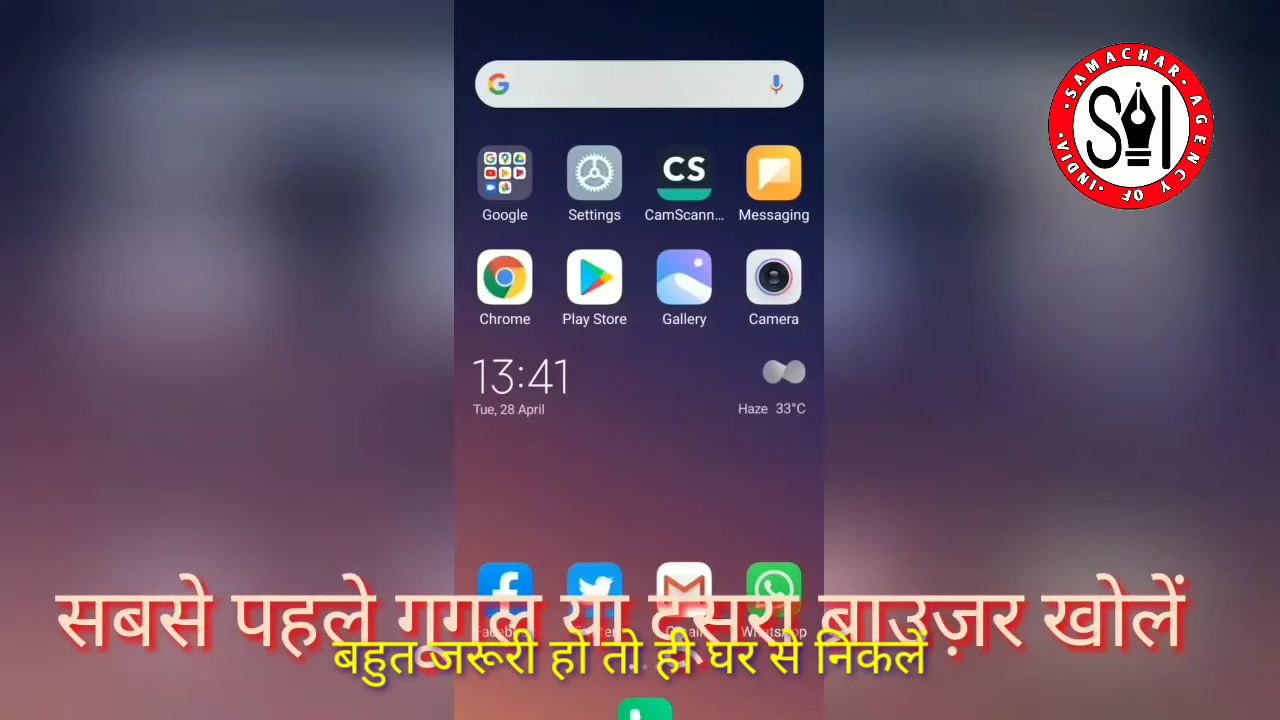 SAMACHAR AGENCY OF INDIA
Google Settings CamScann... Messaging
CS
Chrome Play Store Gallery Camera
13:41
Tue, 28 April
Haze 33°C
सबसे पहले गूगल या दूसरा बाउज़र खोलें
बहुत जरूरी हो तो ही घर से निकलें